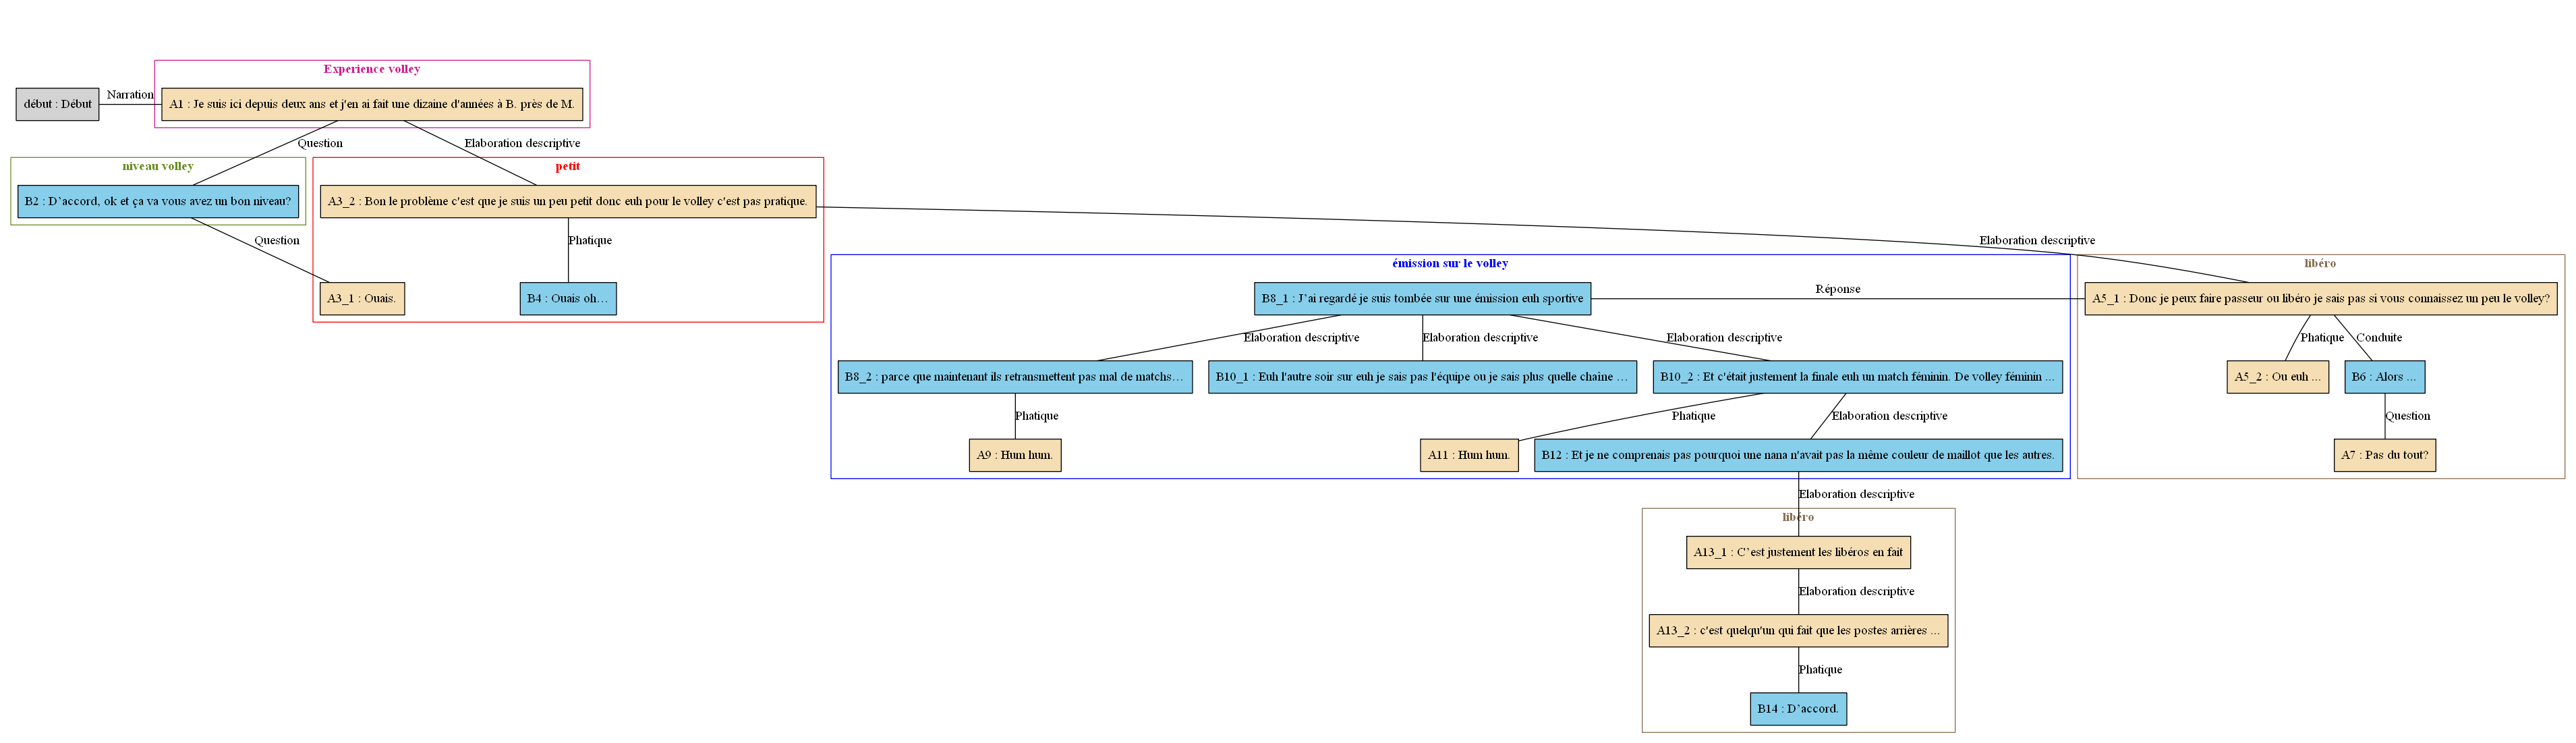 Experience volley
début : Début
Narration
A1 : Je suis ici depuis deux ans et j'en ai fait une dizaine d'années à B. près de M.
Question
Elaboration descriptive
niveau volley
petit
B2 : D’accord, ok et ça va vous avez un bon niveau?
A3_2 : Bon le problème c'est que je suis un peu petit donc euh pour le volley c'est pas pratique.
Question
Phatique
Elaboration descriptive
émission sur le volley
libéro
A3_1 : Ouais.
B4 : Ouais oh…
B8_1 : J’ai regardé je suis tombée sur une émission euh sportive
Réponse
A5_1 : Donc je peux faire passeur ou libéro je sais pas si vous connaissez un peu le volley?
Elaboration descriptive
Elaboration descriptive
Elaboration descriptive
Phatique
Conduite
B8_2 : parce que maintenant ils retransmettent pas mal de matchs…
B10_1 : Euh l'autre soir sur euh je sais pas l'équipe ou je sais plus quelle chaîne …
B10_2 : Et c'était justement la finale euh un match féminin. De volley féminin ...
A5_2 : Ou euh ...
B6 : Alors ...
Phatique
Phatique
Elaboration descriptive
Question
A9 : Hum hum.
A11 : Hum hum.
B12 : Et je ne comprenais pas pourquoi une nana n'avait pas la même couleur de maillot que les autres.
A7 : Pas du tout?
Elaboration descriptive
libéro
A13_1 : C’est justement les libéros en fait
Elaboration descriptive
A13_2 : c'est quelqu'un qui fait que les postes arrières ...
Phatique
B14 : D’accord.